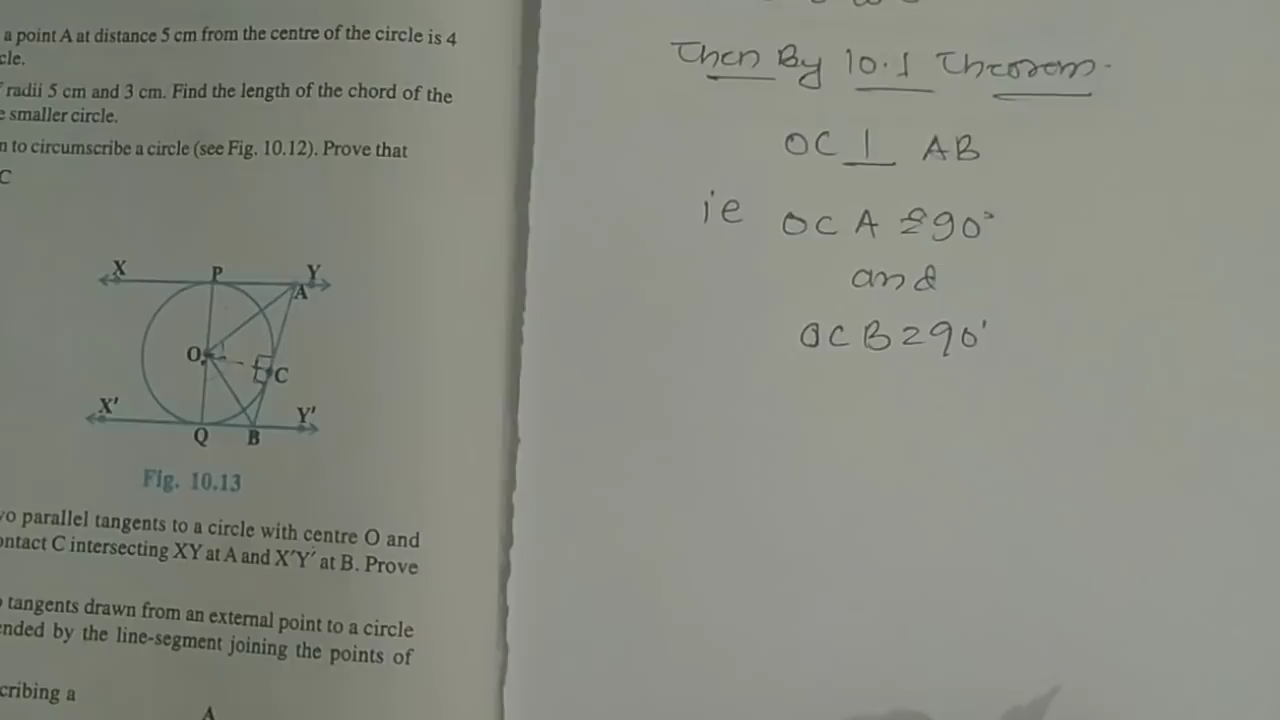 a point A at distance 5 cm from the centre of the circle is 4
cle.
radii 5 cm and 3 cm. Find the length of the chord of the
smaller circle.
n to circumscribe a circle (see Fig. 10.12). Prove that
C
X P Y
A
O
C
X' Y'
Q B
Fig. 10.13
vo parallel tangents to a circle with centre O and
ontact C intersecting XY at A and X'Y' at B. Prove
tangents drawn from an external point to a circle
ended by the line-segment joining the points of
cribing a
A
Then By 10.1 Theorem.
OC ⊥ AB
ie OCA = 90°
and
OCB = 90°